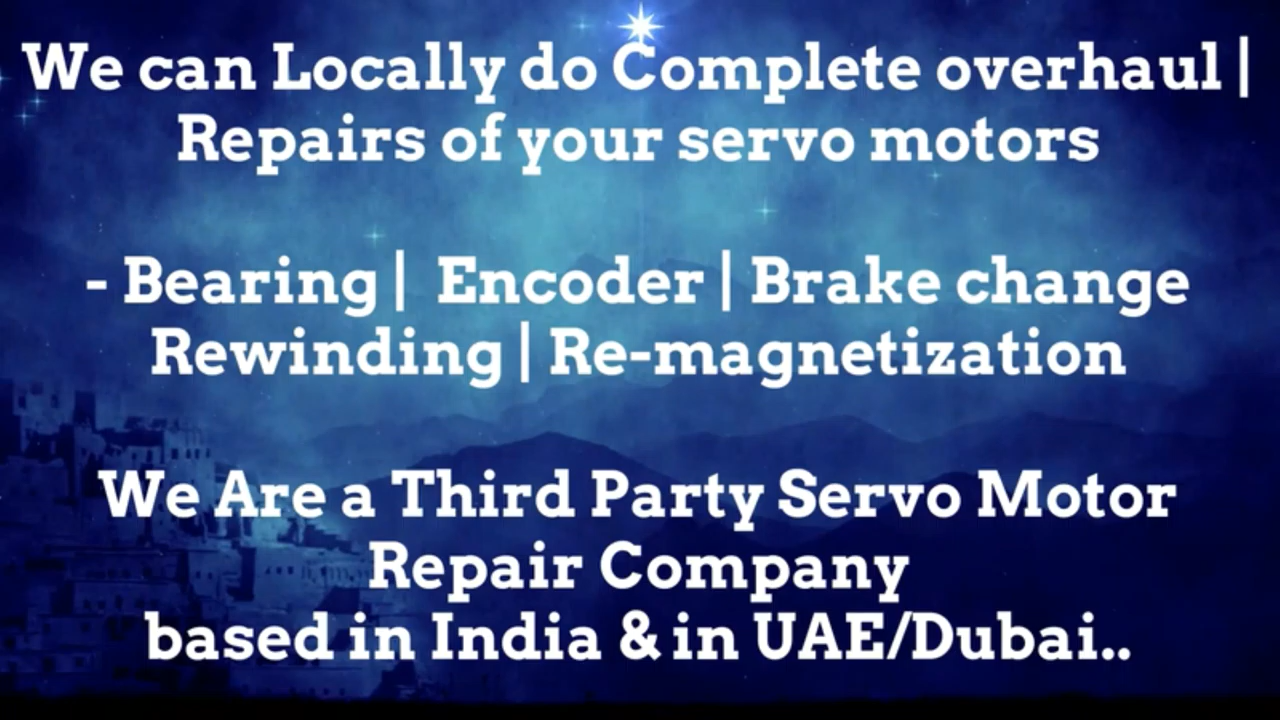 We can Locally do Complete overhaul |
Repairs of your servo motors
- Bearing | Encoder | Brake change
Rewinding | Re-magnetization
We Are a Third Party Servo Motor
Repair Company
based in India & in UAE/Dubai..